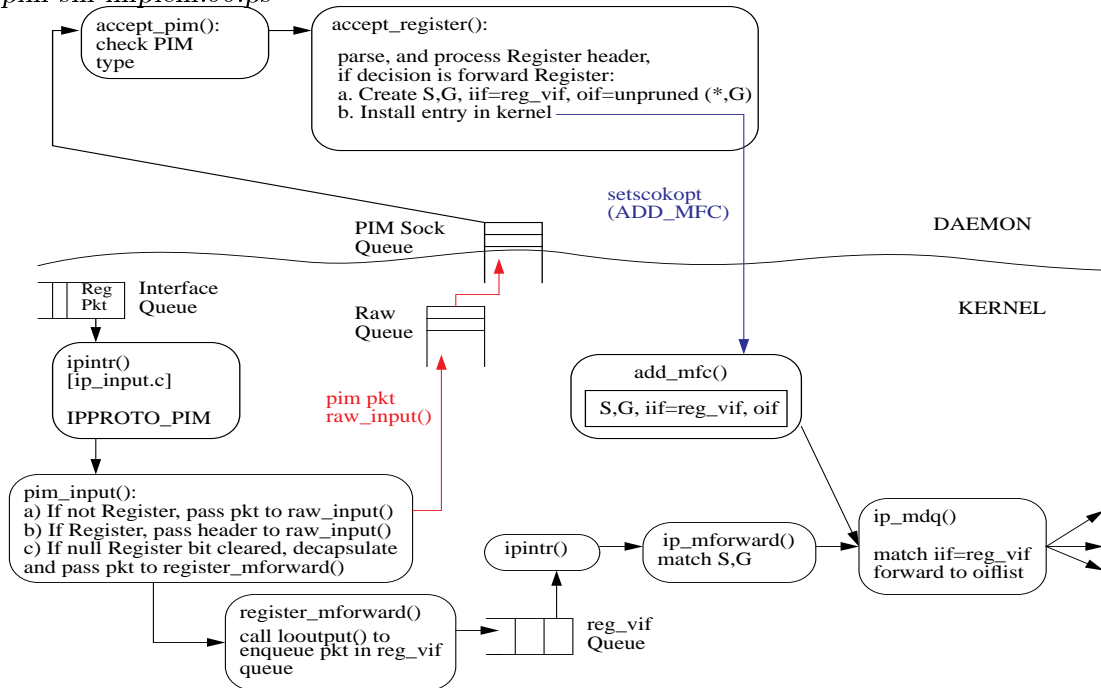 accept_pim():
check PIM
type
accept_register():
parse, and process Register header,
if decision is forward Register:
a. Create S,G, iif=reg_vif, oif=unpruned (*,G)
b. Install entry in kernel
setscokopt
(ADD_MFC)
PIM Sock
Queue
DAEMON
Reg
Pkt
Interface
Queue
Raw
Queue
KERNEL
ipintr()
[ip_input.c]
IPPROTO_PIM
pim pkt
raw_input()
add_mfc()
S,G, iif=reg_vif, oif
pim_input():
a) If not Register, pass pkt to raw_input()
b) If Register, pass header to raw_input()
c) If null Register bit cleared, decapsulate
and pass pkt to register_mforward()
ipintr()
ip_mforward()
match S,G
ip_mdq()
match iif=reg_vif
forward to oiflist
register_mforward()
call looutput() to
enqueue pkt in reg_vif
queue
reg_vif
Queue